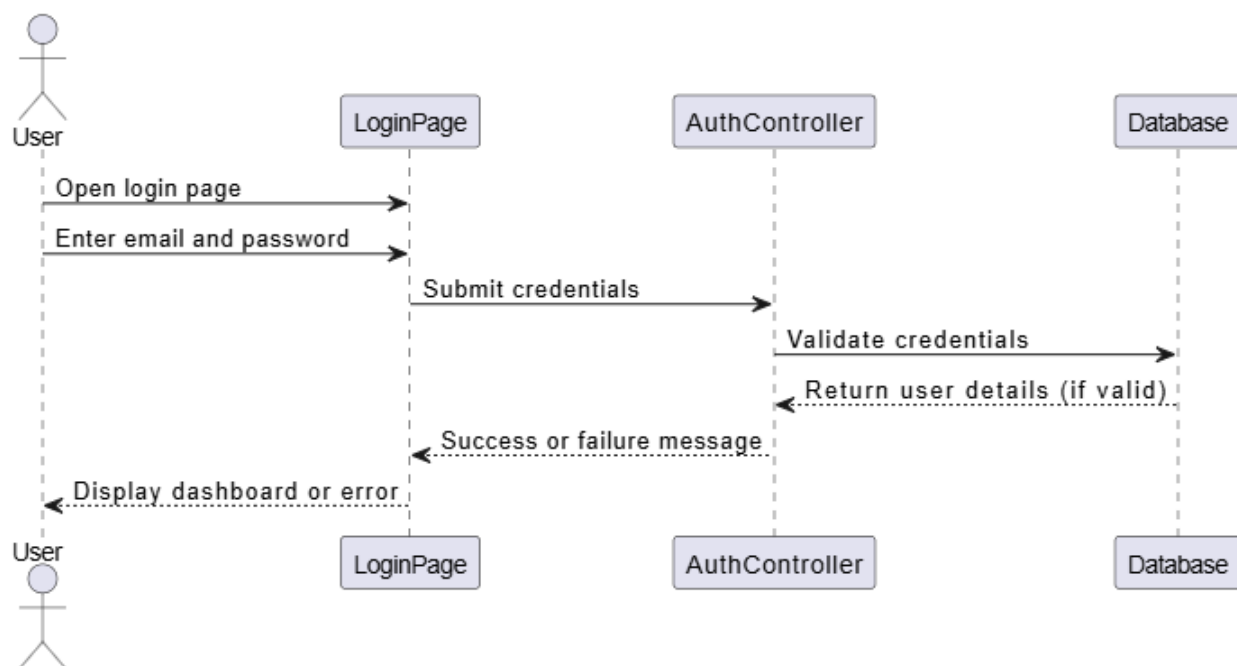 User
LoginPage
AuthController
Database
Open login page
Enter email and password
Submit credentials
Validate credentials
Return user details (if valid)
Success or failure message
Display dashboard or error
User
LoginPage
AuthController
Database